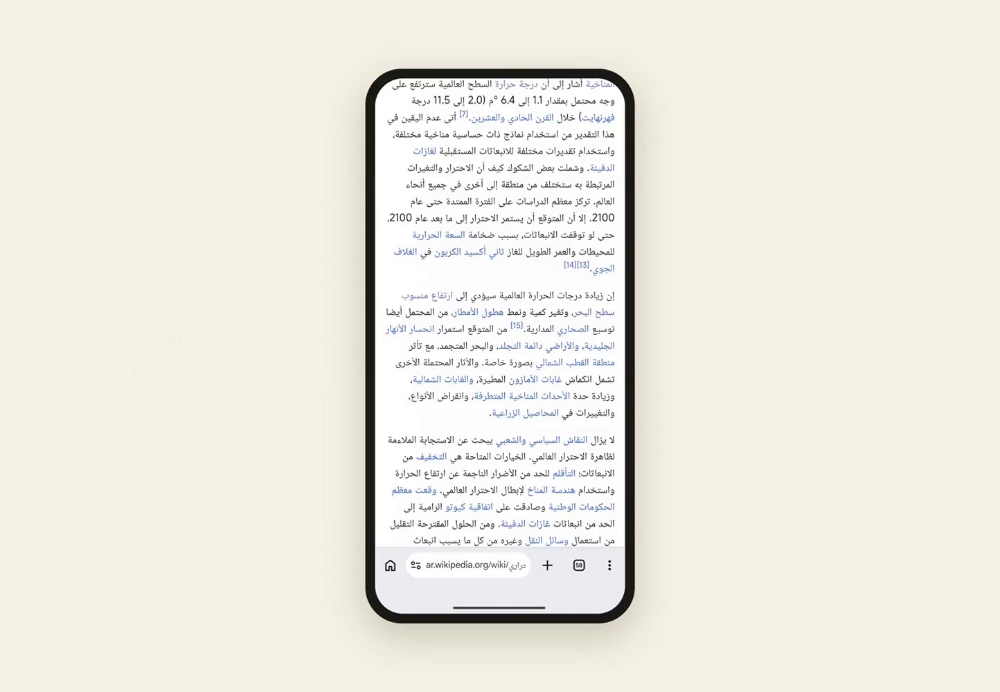 المناخية أشار إلى أن درجة حرارة السطح العالمية سترتفع على
وجه محتمل بمقدار 1.1 إلى 6.4 °م (2.0 إلى 11.5 درجة
فهرنهايت) خلال القرن الحادي والعشرين.[7] أتى عدم اليقين في
هذا التقدير من استخدام نماذج ذات حساسية مناخية مختلفة،
واستخدام تقديرات مختلفة للانبعاثات المستقبلية لغازات
الدفيئة. وشملت بعض الشكوك كيف أن الاحترار والتغيرات
المرتبطة به ستختلف من منطقة إلى أخرى في جميع أنحاء
العالم. تركز معظم الدراسات على الفترة الممتدة حتى عام
2100. إلا أن المتوقع أن يستمر الاحترار إلى ما بعد عام 2100،
حتى لو توقفت الانبعاثات، بسبب ضخامة السعة الحرارية
للمحيطات والعمر الطويل للغاز ثاني أكسيد الكربون في الغلاف
الجوي.[13][14]
إن زيادة درجات الحرارة العالمية سيؤدي إلى ارتفاع منسوب
سطح البحر، وتغير كمية ونمط هطول الأمطار، من المحتمل أيضا
توسيع الصحاري المدارية.[15] من المتوقع استمرار انحسار الأنهار
الجليدية، والأراضي دائمة التجلد، والبحر المتجمد، مع تأثر
منطقة القطب الشمالي بصورة خاصة. والآثار المحتملة الأخرى
تشمل انكماش غابات الأمازون المطيرة، والغابات الشمالية،
وزيادة حدة الأحداث المناخية المتطرفة، وانقراض الأنواع،
والتغييرات في المحاصيل الزراعية.
لا يزال النقاش السياسي والشعبي يبحث عن الاستجابة الملاءمة
لظاهرة الاحترار العالمي. الخيارات المتاحة هي التخفيف من
الانبعاثات؛ التأقلم للحد من الأضرار الناجمة عن ارتفاع الحرارة
واستخدام هندسة المناخ لإبطال الاحترار العالمي. وقعت معظم
الحكومات الوطنية وصادقت على اتفاقية كيوتو الرامية إلى
الحد من انبعاثات غازات الدفيئة. ومن الحلول المقترحة التقليل
من استعمال وسائل النقل وغيره من كل ما يسبب انبعاث
ar.wikipedia.org/wiki/ 58